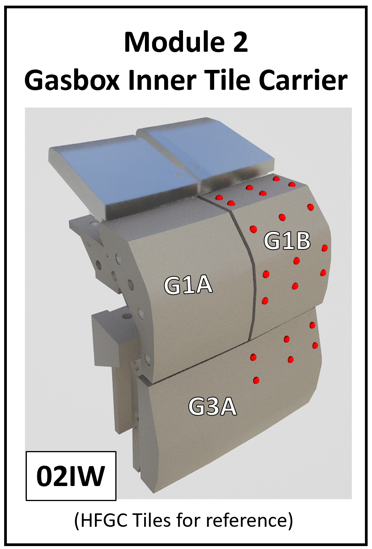 Module 2
Gasbox Inner Tile Carrier
G1A
G1B
G3A
02IW
(HFGC Tiles for reference)